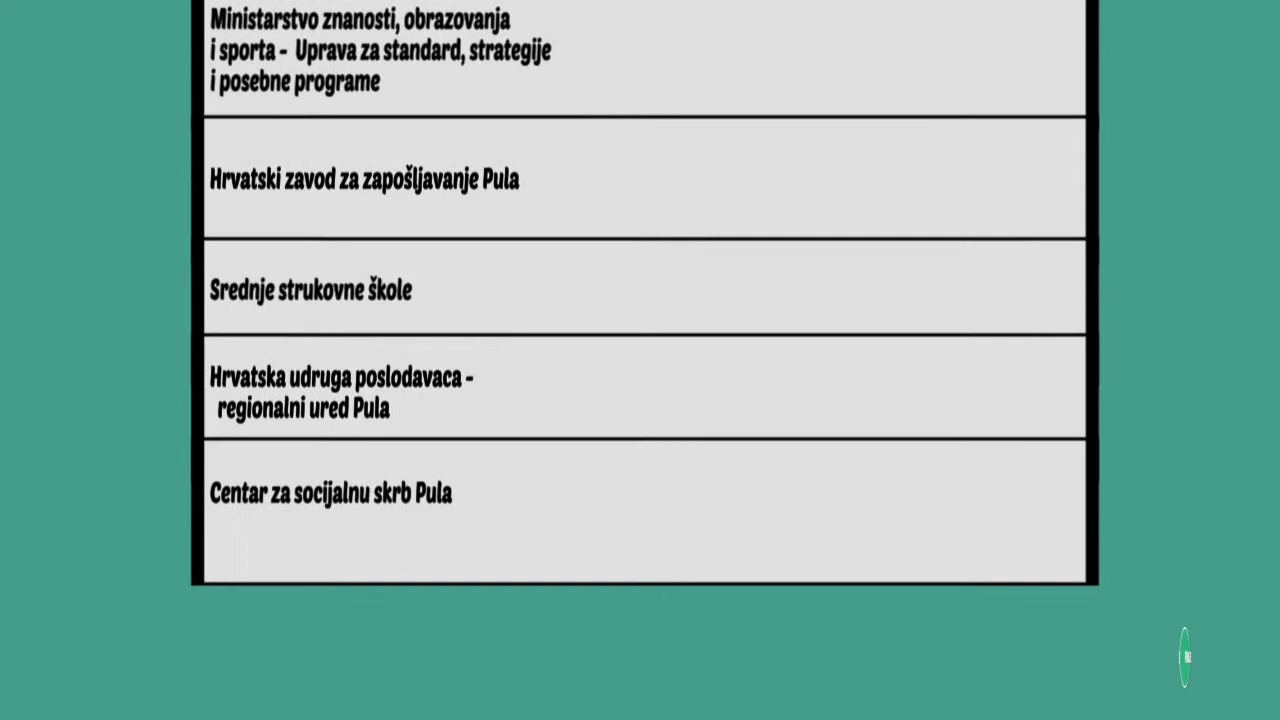 Ministarstvo znanosti, obrazovanja
i sporta - Uprava za standard, strategije
i posebne programe
Hrvatski zavod za zapošljavanje Pula
Srednje strukovne škole
Hrvatska udruga poslodavaca -
regionalni ured Pula
Centar za socijalnu skrb Pula